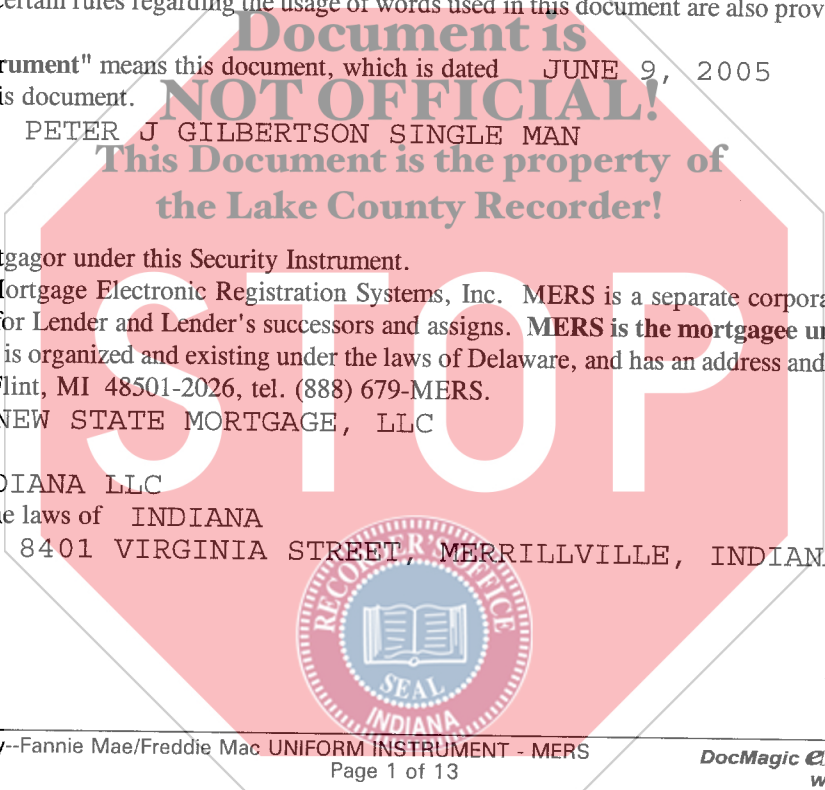 ertain rules regarding the usage of words used in this document are also prov
Document is
rument" means this document, which is dated JUNE 9, 2005
is document.
NOT OFFICIAL!
PETER J GILBERTSON SINGLE MAN
This Document is the property of
the Lake County Recorder!
tgagor under this Security Instrument.
Mortgage Electronic Registration Systems, Inc. MERS is a separate corpora
for Lender and Lender's successors and assigns. MERS is the mortgagee un
is organized and existing under the laws of Delaware, and has an address and
Flint, MI 48501-2026, tel. (888) 679-MERS.
STOP
NEW STATE MORTGAGE, LLC
DIANA LLC
e laws of INDIANA
8401 VIRGINIA STREET, MERRILLVILLE, INDIAN
RECORDER'S OFFICE
SEAL
INDIANA
y--Fannie Mae/Freddie Mac UNIFORM INSTRUMENT - MERS
Page 1 of 13
DocMagic e
w